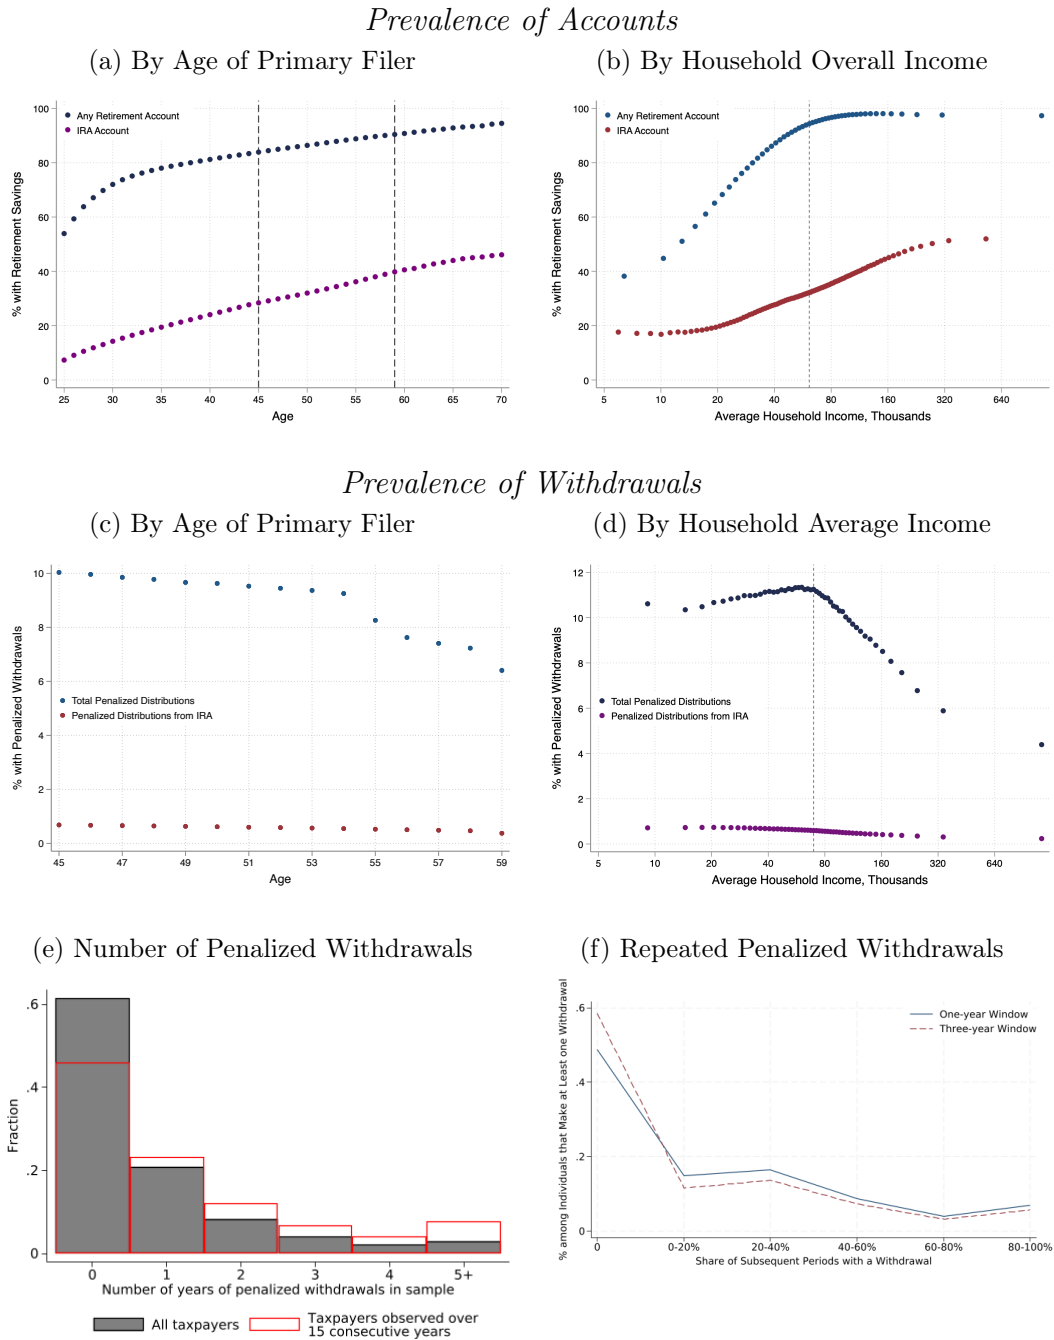 Prevalence of Accounts
(a) By Age of Primary Filer
(b) By Household Overall Income
% with Retirement Savings
100
80
60
40
20
0
Any Retirement Account
IRA Account
25 30 35 40 45 50 55 60 65 70
Age
% with Retirement Savings
100
80
60
40
20
0
Any Retirement Account
IRA Account
5 10 20 40 80 160 320 640
Average Household Income, Thousands
Prevalence of Withdrawals
(c) By Age of Primary Filer
(d) By Household Average Income
% with Penalized Withdrawals
10
8
6
4
2
0
Total Penalized Distributions
Penalized Distributions from IRA
45 47 49 51 53 55 57 59
Age
% with Penalized Withdrawals
12
10
8
6
4
2
0
Total Penalized Distributions
Penalized Distributions from IRA
5 10 20 40 80 160 320 640
Average Household Income, Thousands
(e) Number of Penalized Withdrawals
(f) Repeated Penalized Withdrawals
Fraction
.6
.4
.2
0
0 1 2 3 4 5+
Number of years of penalized withdrawals in sample
All taxpayers
Taxpayers observed over
15 consecutive years
% among Individuals that Make at Least one Withdrawal
.6
.4
.2
0
One-year Window
Three-year Window
0 0-20% 20-40% 40-60% 60-80% 80-100%
Share of Subsequent Periods with a Withdrawal